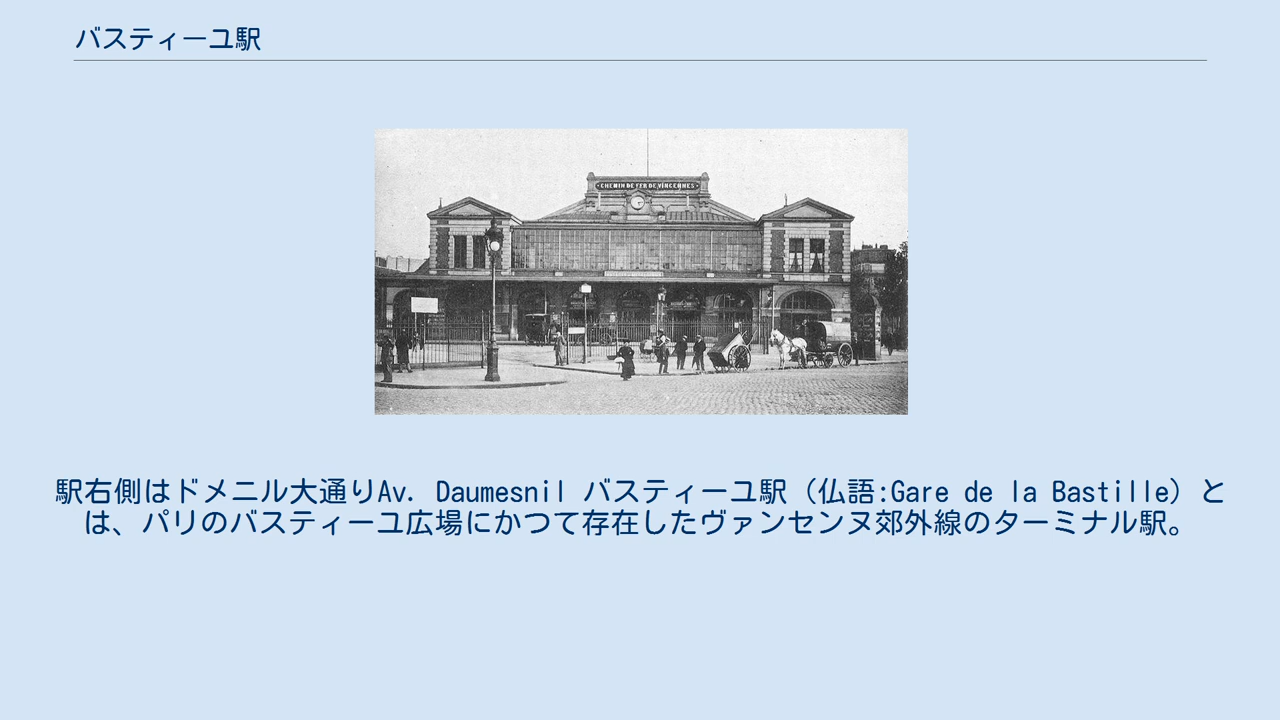 バスティーユ駅
CHEMIN DE FER DE VINCENNES
駅右側はドメニル大通りAv. Daumesnil バスティーユ駅（仏語:Gare de la Bastille）と
は、パリのバスティーユ広場にかつて存在したヴァンセンヌ郊外線のターミナル駅。